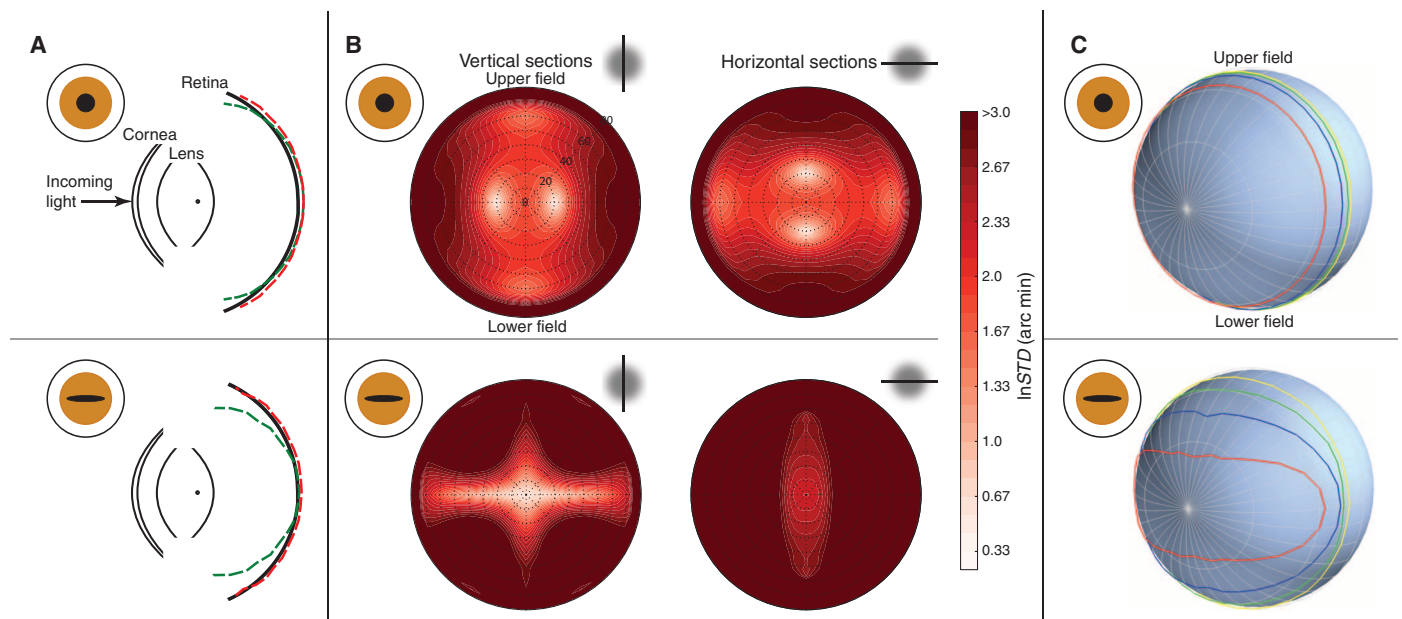 A
Retina
Cornea
Lens
Incoming
light
B
Vertical sections
Upper field
60
40
20
0
Lower field
Horizontal sections
>3.0
2.67
2.33
2.0
1.67
1.33
1.0
0.67
0.33
lnSTD (arc min)
C
Upper field
Lower field